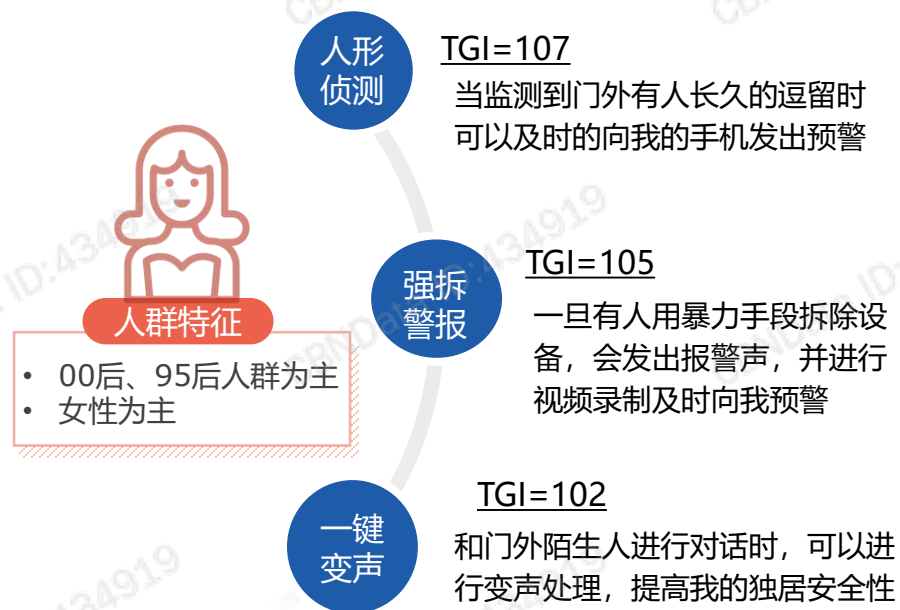 人形
侦测
TGI=107
当监测到门外有人长久的逗留时
可以及时的向我的手机发出预警
强拆
警报
TGI=105
一旦有人用暴力手段拆除设
备，会发出报警声，并进行
视频录制及时向我预警
人群特征
• 00后、95后人群为主
• 女性为主
一键
变声
TGI=102
和门外陌生人进行对话时，可以进
行变声处理，提高我的独居安全性
CBNData ID:434919